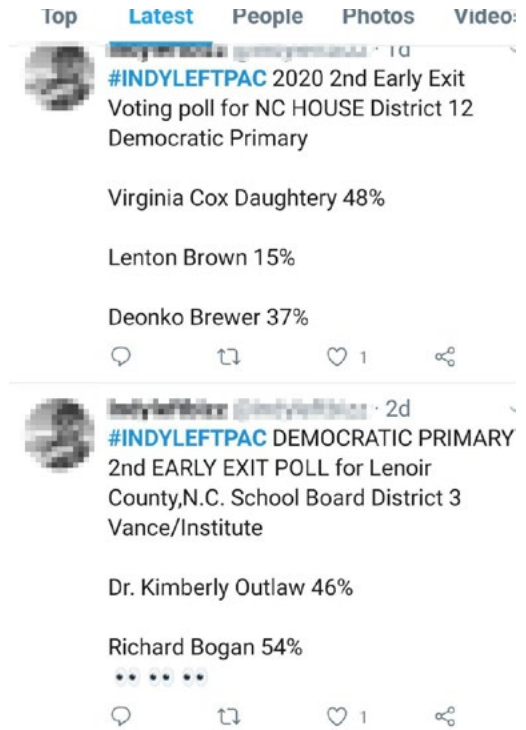 Top Latest People Photos Videos
1d
#INDYLEFTPAC 2020 2nd Early Exit
Voting poll for NC HOUSE District 12
Democratic Primary
Virginia Cox Daughtery 48%
Lenton Brown 15%
Deonko Brewer 37%
1
· 2d
#INDYLEFTPAC DEMOCRATIC PRIMARY
2nd EARLY EXIT POLL for Lenoir
County,N.C. School Board District 3
Vance/Institute
Dr. Kimberly Outlaw 46%
Richard Bogan 54%
👀 👀 👀
1